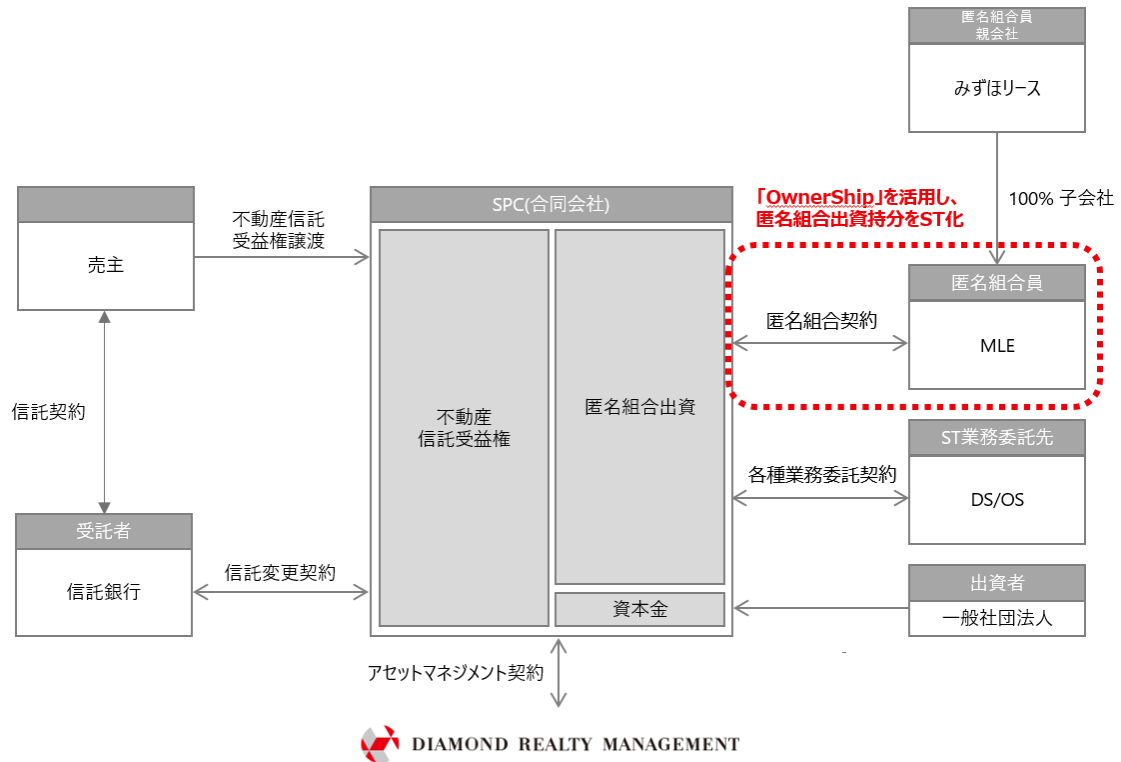 匿名組合員
親会社
みずほリース
100% 子会社
「OwnerShip」を活用し、
匿名組合出資持分をST化
SPC(合同会社)
不動産信託
受益権譲渡
売主
匿名組合員
匿名組合契約
MLE
不動産
信託受益権
匿名組合出資
信託契約
ST業務委託先
各種業務委託契約
DS/OS
受託者
信託銀行
信託変更契約
出資者
一般社団法人
資本金
アセットマネジメント契約
DIAMOND REALTY MANAGEMENT